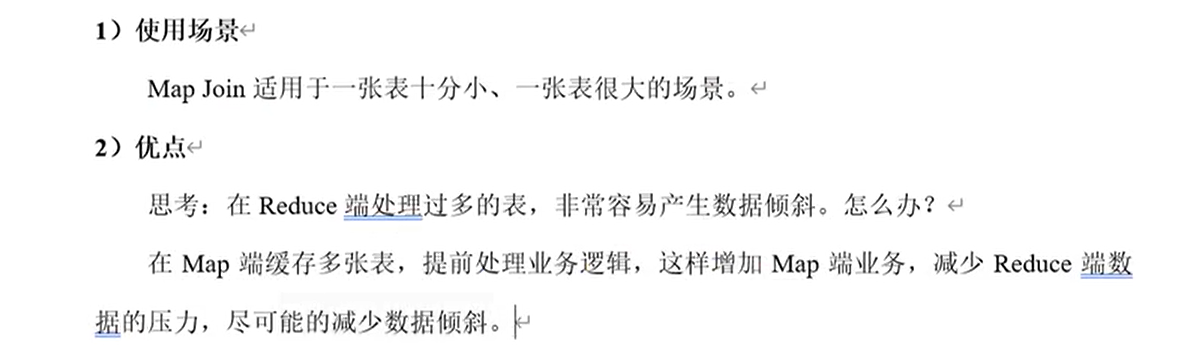 1）使用场景
Map Join 适用于一张表十分小、一张表很大的场景。
2）优点
思考：在 Reduce 端处理过多的表，非常容易产生数据倾斜。怎么办？
在 Map 端缓存多张表，提前处理业务逻辑，这样增加 Map 端业务，减少 Reduce 端数
据的压力，尽可能的减少数据倾斜。